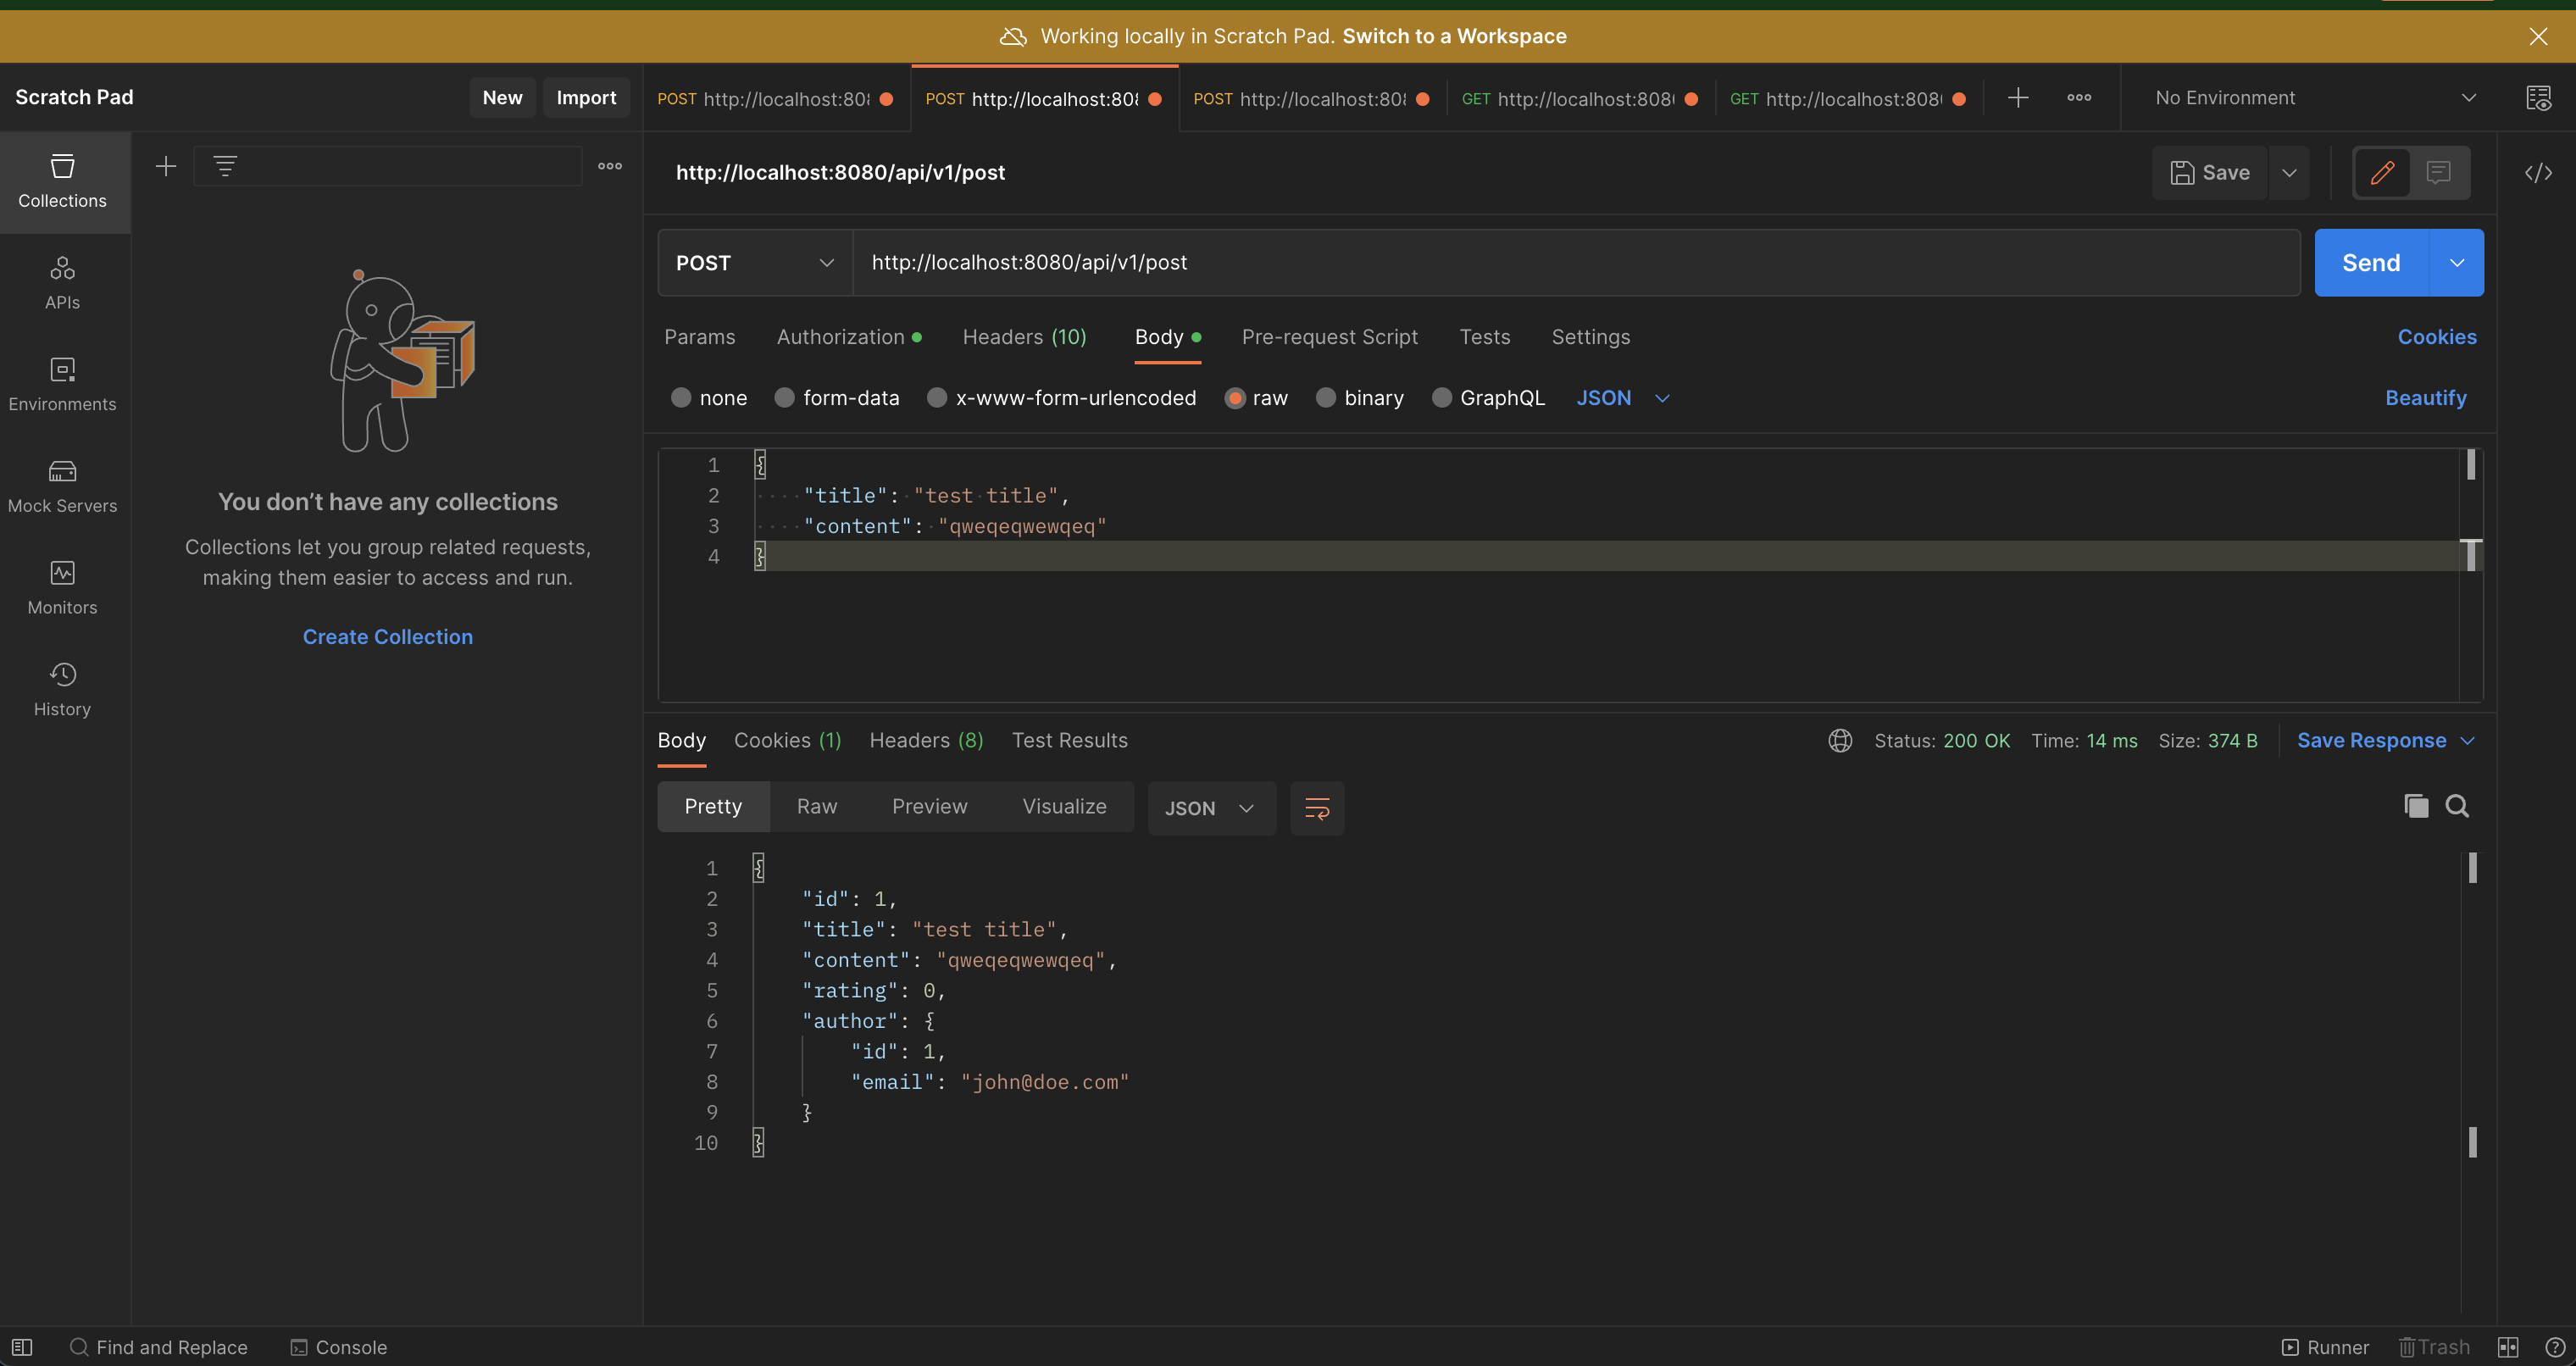 Working locally in Scratch Pad. Switch to a Workspace
Scratch Pad
New
Import
POST http://localhost:808
POST http://localhost:808
POST http://localhost:808
GET http://localhost:808
GET http://localhost:808
No Environment
Collections
APIs
Environments
Mock Servers
Monitors
History
You don’t have any collections
Collections let you group related requests,
making them easier to access and run.
Create Collection
http://localhost:8080/api/v1/post
Save
POST
http://localhost:8080/api/v1/post
Send
Params
Authorization
Headers (10)
Body
Pre-request Script
Tests
Settings
Cookies
none
form-data
x-www-form-urlencoded
raw
binary
GraphQL
JSON
Beautify
1 {
2 "title": "test title",
3 "content": "qweqeqwewqeq"
4 }
Body
Cookies (1)
Headers (8)
Test Results
Status: 200 OK
Time: 14 ms
Size: 374 B
Save Response
Pretty
Raw
Preview
Visualize
JSON
1 {
2 "id": 1,
3 "title": "test title",
4 "content": "qweqeqwewqeq",
5 "rating": 0,
6 "author": {
7 "id": 1,
8 "email": "john@doe.com"
9 }
10 }
Find and Replace
Console
Runner
Trash